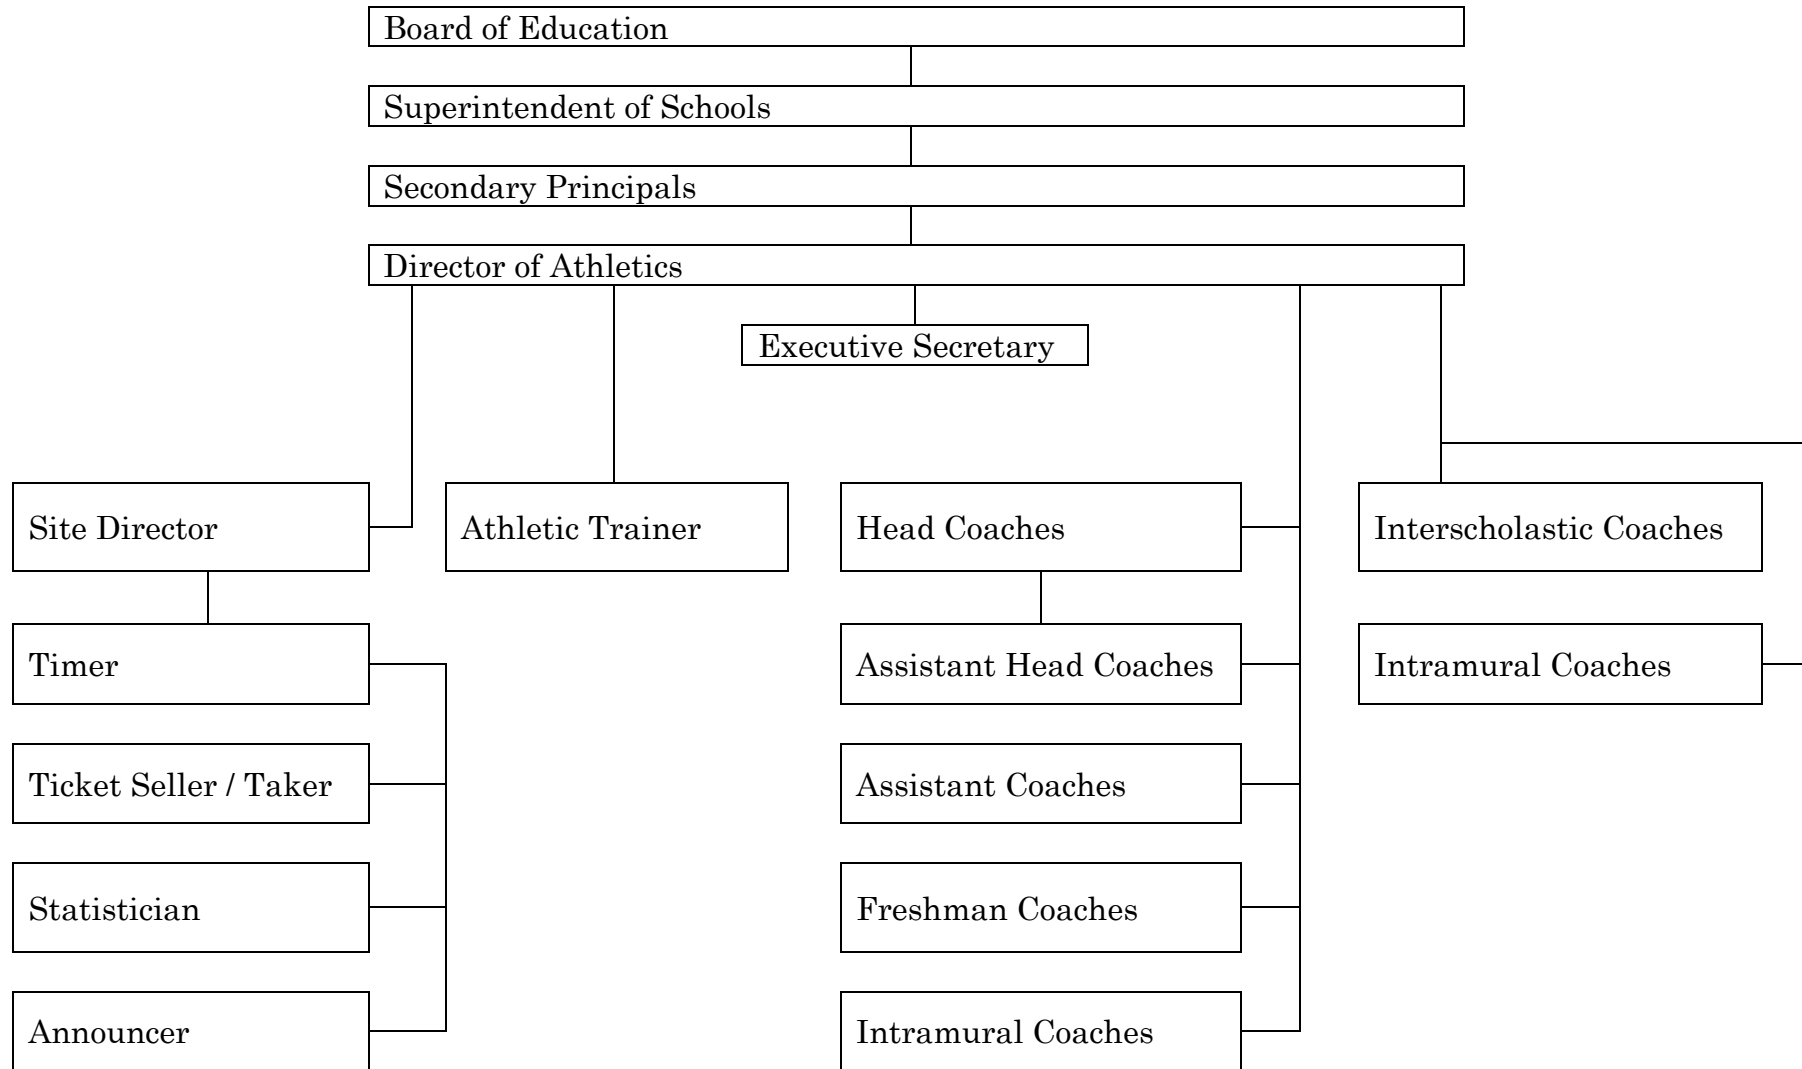 Board of Education
Superintendent of Schools
Secondary Principals
Director of Athletics
Executive Secretary
Site Director
Athletic Trainer
Head Coaches
Interscholastic Coaches
Timer
Assistant Head Coaches
Intramural Coaches
Ticket Seller / Taker
Assistant Coaches
Statistician
Freshman Coaches
Announcer
Intramural Coaches